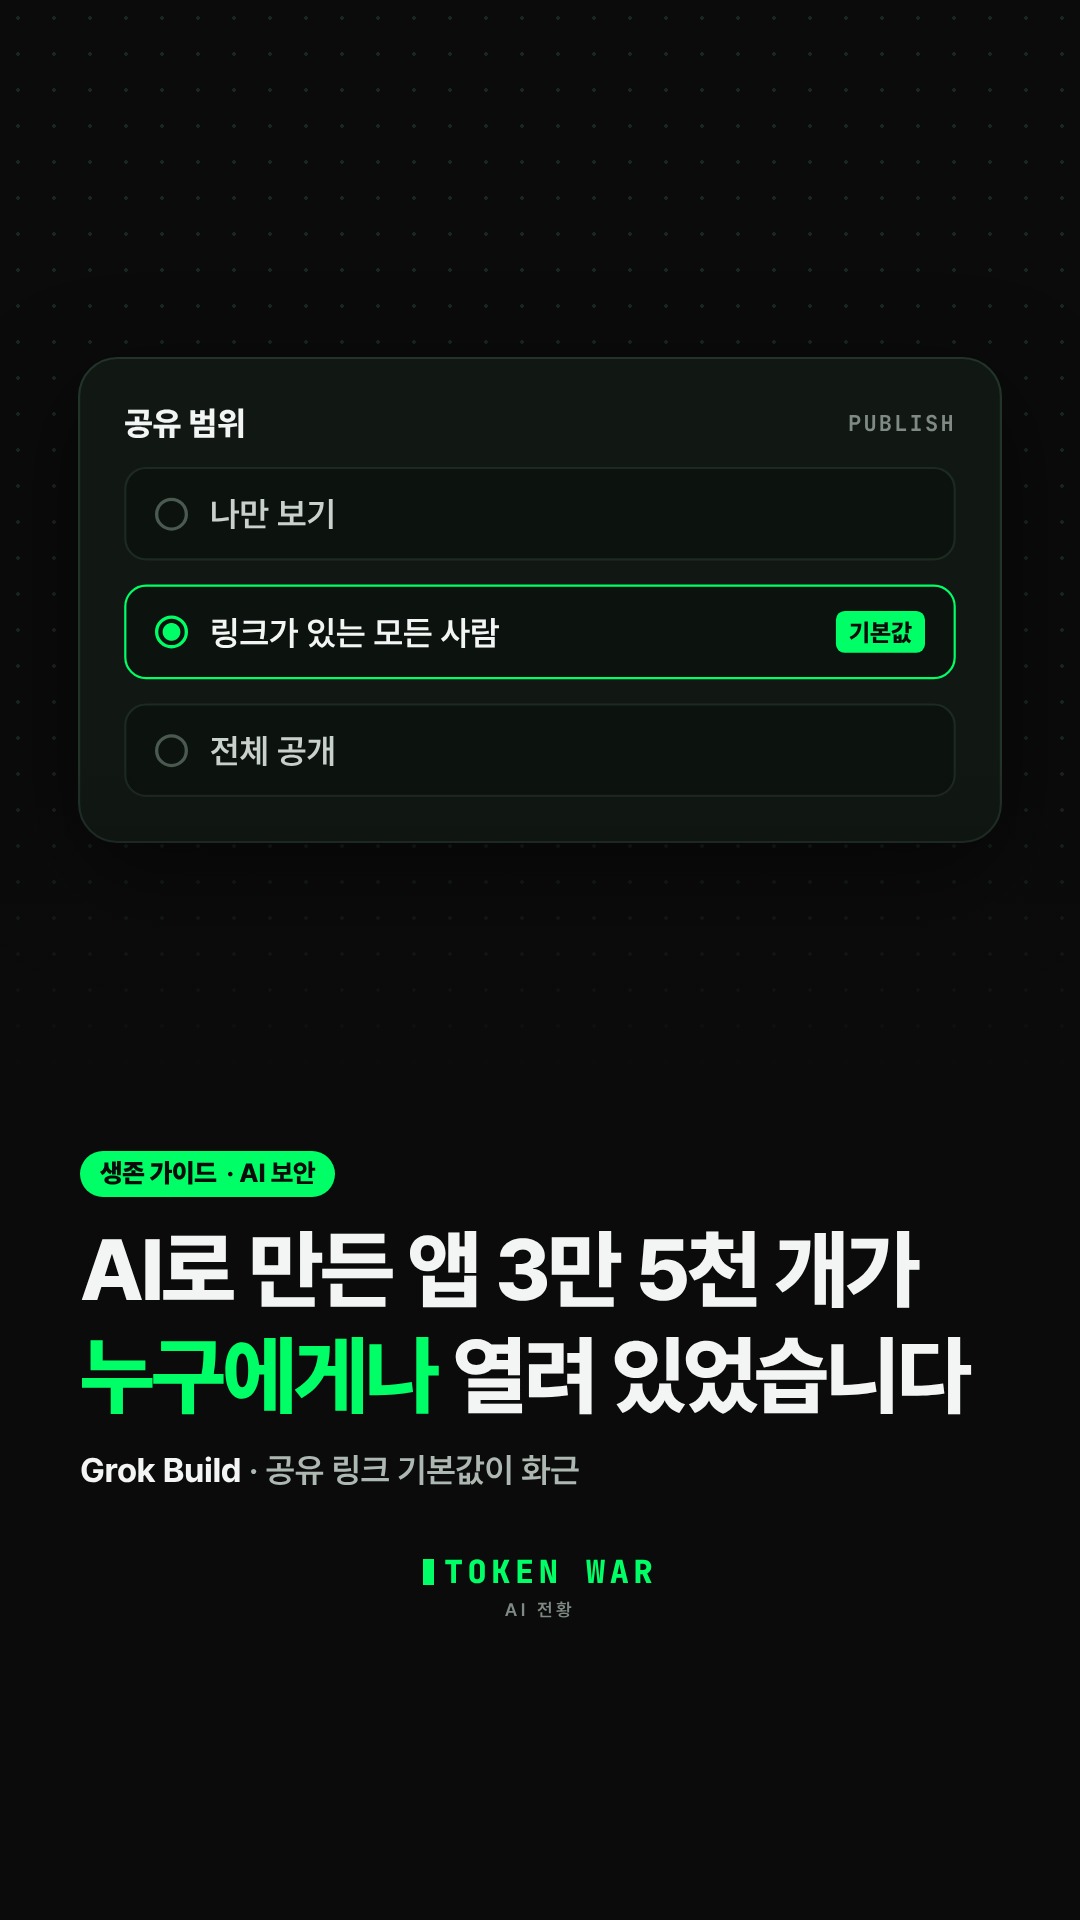 공유 범위
PUBLISH
나만 보기
링크가 있는 모든 사람
기본값
전체 공개
생존 가이드 · AI 보안
AI로 만든 앱 3만 5천 개가
누구에게나 열려 있었습니다
Grok Build · 공유 링크 기본값이 화근
TOKEN WAR
AI 전황